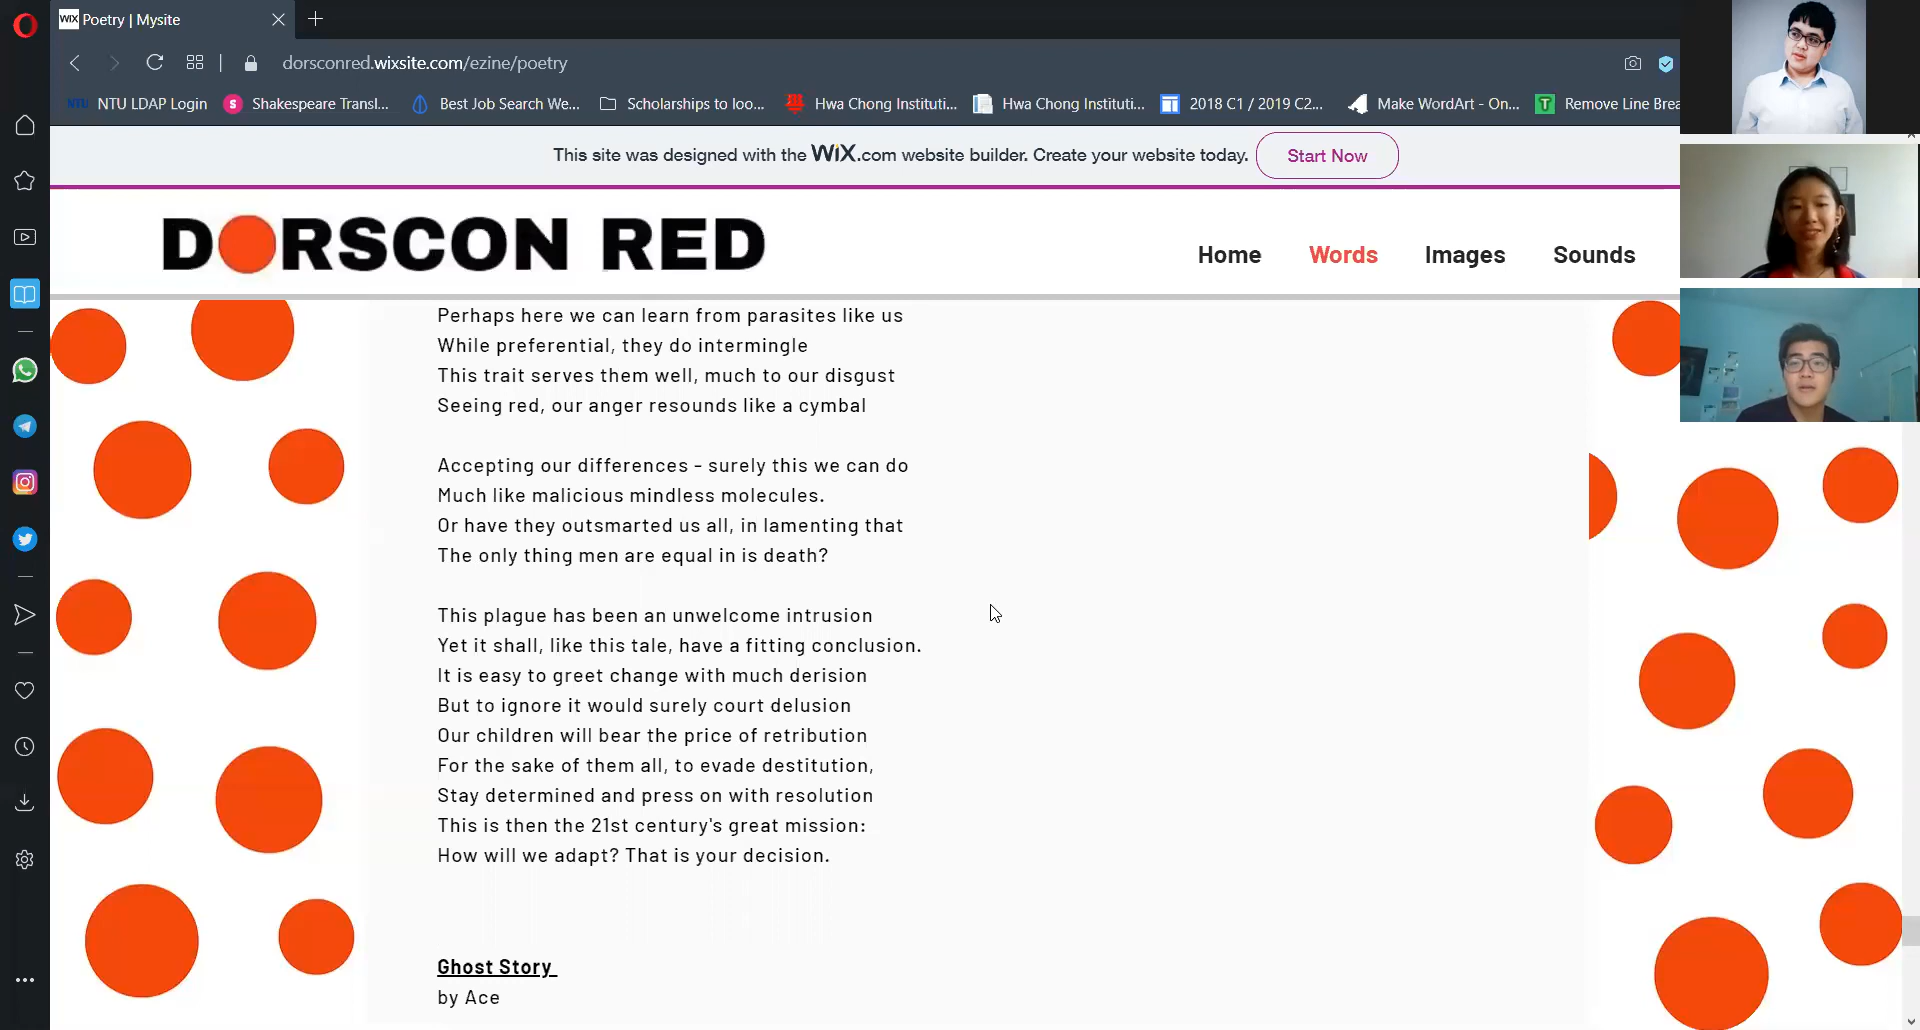 WiX Poetry | Mysite
dorsconred.wixsite.com/ezine/poetry
NTU NTU LDAP Login
S Shakespeare Transl...
Best Job Search We...
Scholarships to loo...
Hwa Chong Instituti...
Hwa Chong Instituti...
2018 C1 / 2019 C2...
Make WordArt - On...
T Remove Line Brea
This site was designed with the WiX.com website builder. Create your website today.
Start Now
DORSCON RED
Home
Words
Images
Sounds
Perhaps here we can learn from parasites like us
While preferential, they do intermingle
This trait serves them well, much to our disgust
Seeing red, our anger resounds like a cymbal
Accepting our differences - surely this we can do
Much like malicious mindless molecules.
Or have they outsmarted us all, in lamenting that
The only thing men are equal in is death?
This plague has been an unwelcome intrusion
Yet it shall, like this tale, have a fitting conclusion.
It is easy to greet change with much derision
But to ignore it would surely court delusion
Our children will bear the price of retribution
For the sake of them all, to evade destitution,
Stay determined and press on with resolution
This is then the 21st century's great mission:
How will we adapt? That is your decision.
Ghost Story
by Ace